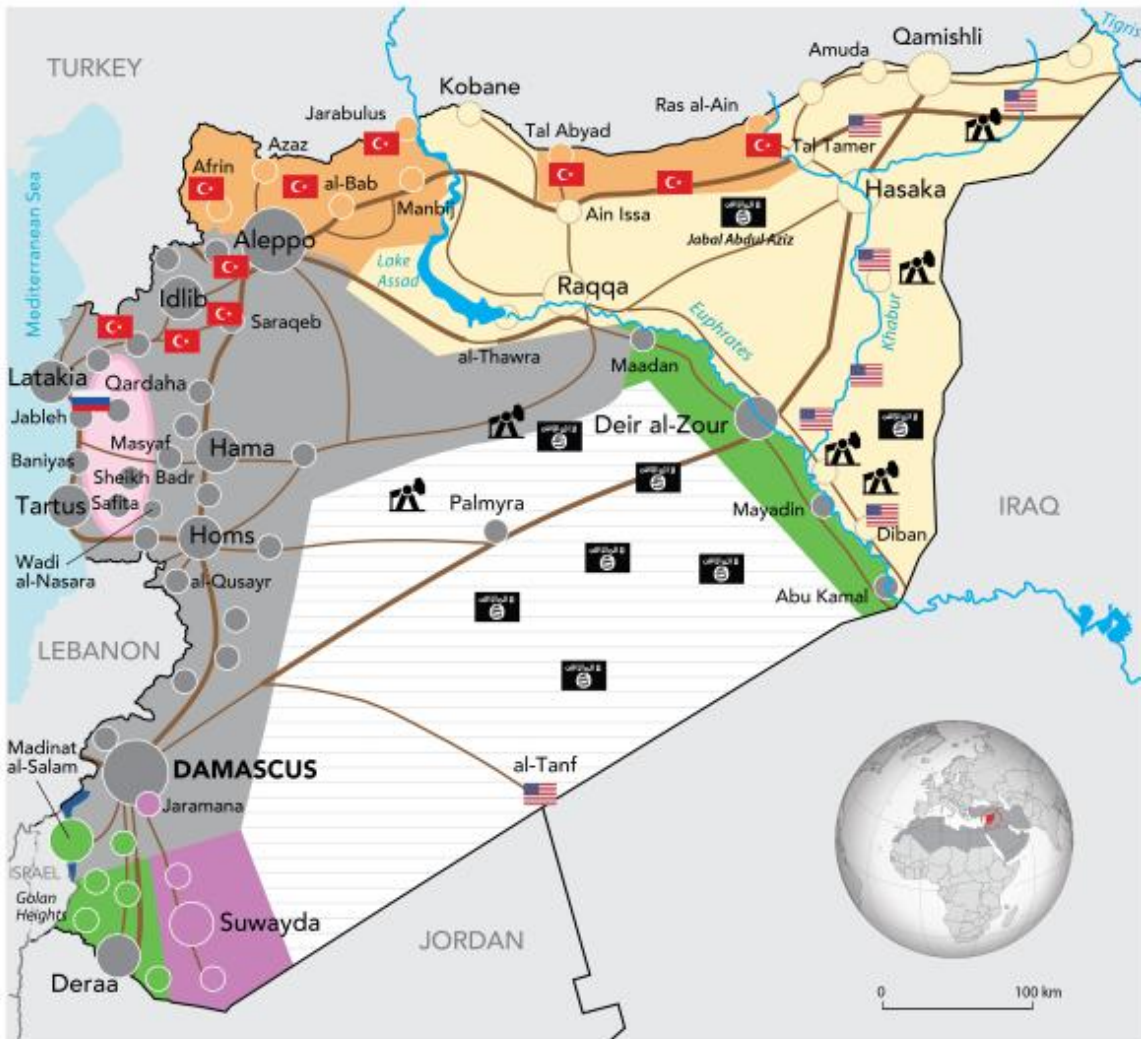 Tigris
Qamishli
Amuda
TURKEY
Kobane
Jarabulus
Ras al-Ain
Tal Abyad
Azaz
Tal Tamer
Afrin
al-Bab
Manbij
Hasaka
Ain Issa
Mediterranean Sea
Aleppo
Jabal Abdul Aziz
Lake
Assad
Raqqa
Idlib
Euphrates
Khabur
Saraqeb
al-Thawra
Maadan
Latakia
Qardaha
Jableh
Deir al-Zour
Masyaf
Hama
Baniyas
Sheikh Badr
Tartus
Safita
Palmyra
Mayadin
IRAQ
Homs
Diban
Wadi
al-Nasara
al-Qusayr
Abu Kamal
LEBANON
Madinat
al-Salam
DAMASCUS
al-Tanf
Jaramana
ISRAEL
Golan
Heights
Suwayda
JORDAN
Deraa
0
100 km